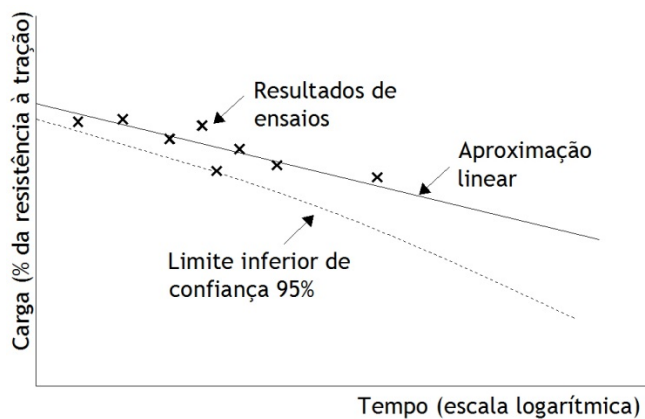 Carga (% da resistência à tração)
Resultados de
ensaios
Aproximação
linear
Limite inferior de
confiança 95%
Tempo (escala logarítmica)